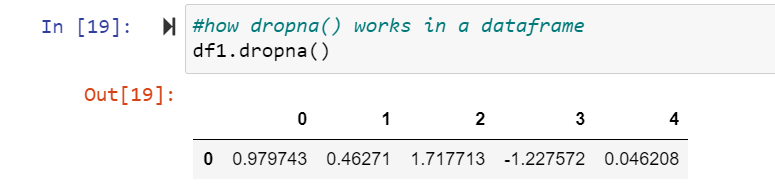 In [19]: #how dropna() works in a dataframe
df1.dropna()
Out[19]:
0 1 2 3 4
0 0.979743 0.46271 1.717713 -1.227572 0.046208